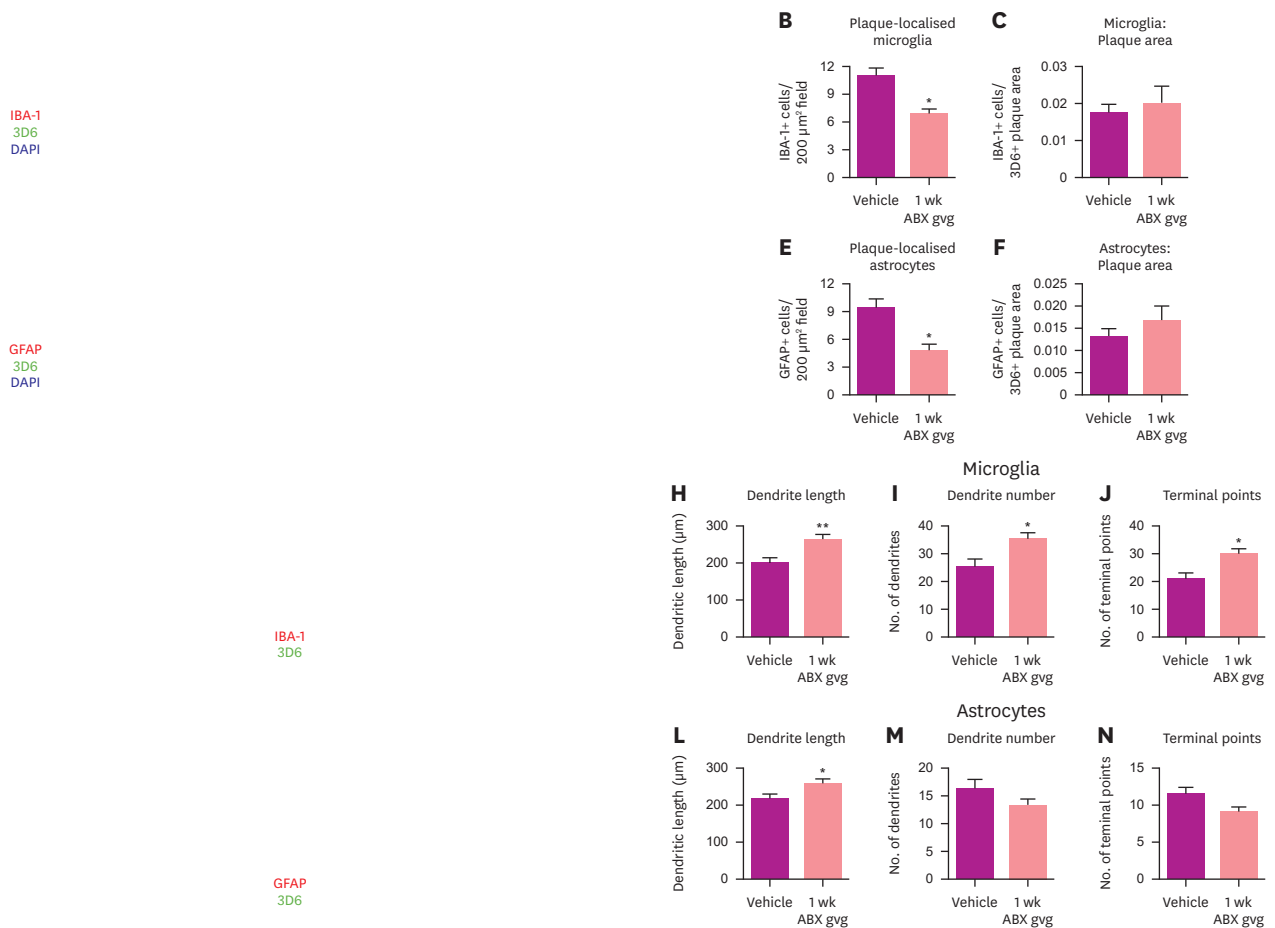 IBA-1
3D6
DAPI
B
Plaque-localised
microglia
IBA-1+ cells/
200 µm² field
12
9
6
3
0
*
Vehicle
1 wk
ABX gvg
C
Microglia:
Plaque area
IBA-1+ cells/
3D6+ plaque area
0.03
0.02
0.01
0
Vehicle
1 wk
ABX gvg
GFAP
3D6
DAPI
E
Plaque-localised
astrocytes
GFAP+ cells/
200 µm² field
12
9
6
3
0
*
Vehicle
1 wk
ABX gvg
F
Astrocytes:
Plaque area
GFAP+ cells/
3D6+ plaque area
0.025
0.020
0.015
0.010
0.005
0
Vehicle
1 wk
ABX gvg
IBA-1
3D6
Microglia
H
Dendrite length
Dendritic length (µm)
300
200
100
0
**
Vehicle
1 wk
ABX gvg
I
Dendrite number
No. of dendrites
40
30
20
10
0
*
Vehicle
1 wk
ABX gvg
J
Terminal points
No. of teminal points
40
30
20
10
0
*
Vehicle
1 wk
ABX gvg
GFAP
3D6
Astrocytes
L
Dendrite length
Dendritic length (µm)
300
200
100
0
*
Vehicle
1 wk
ABX gvg
M
Dendrite number
No. of dendrites
20
15
10
5
0
Vehicle
1 wk
ABX gvg
N
Terminal points
No. of teminal points
15
10
5
0
Vehicle
1 wk
ABX gvg